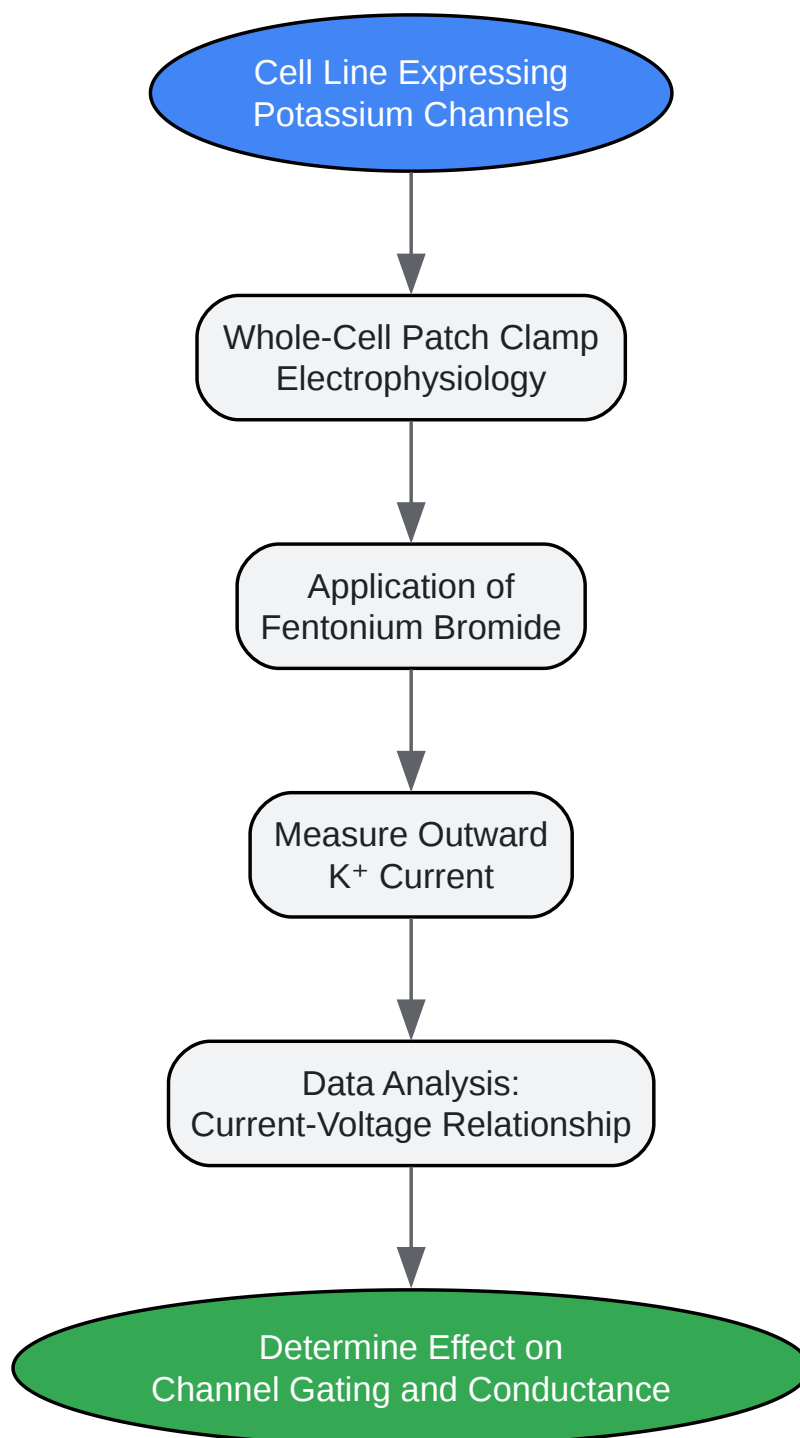 Cell Line Expressing
Potassium Channels
Whole-Cell Patch Clamp
Electrophysiology
Application of
Fentonium Bromide
Measure Outward
K⁺ Current
Data Analysis:
Current-Voltage Relationship
Determine Effect on
Channel Gating and Conductance